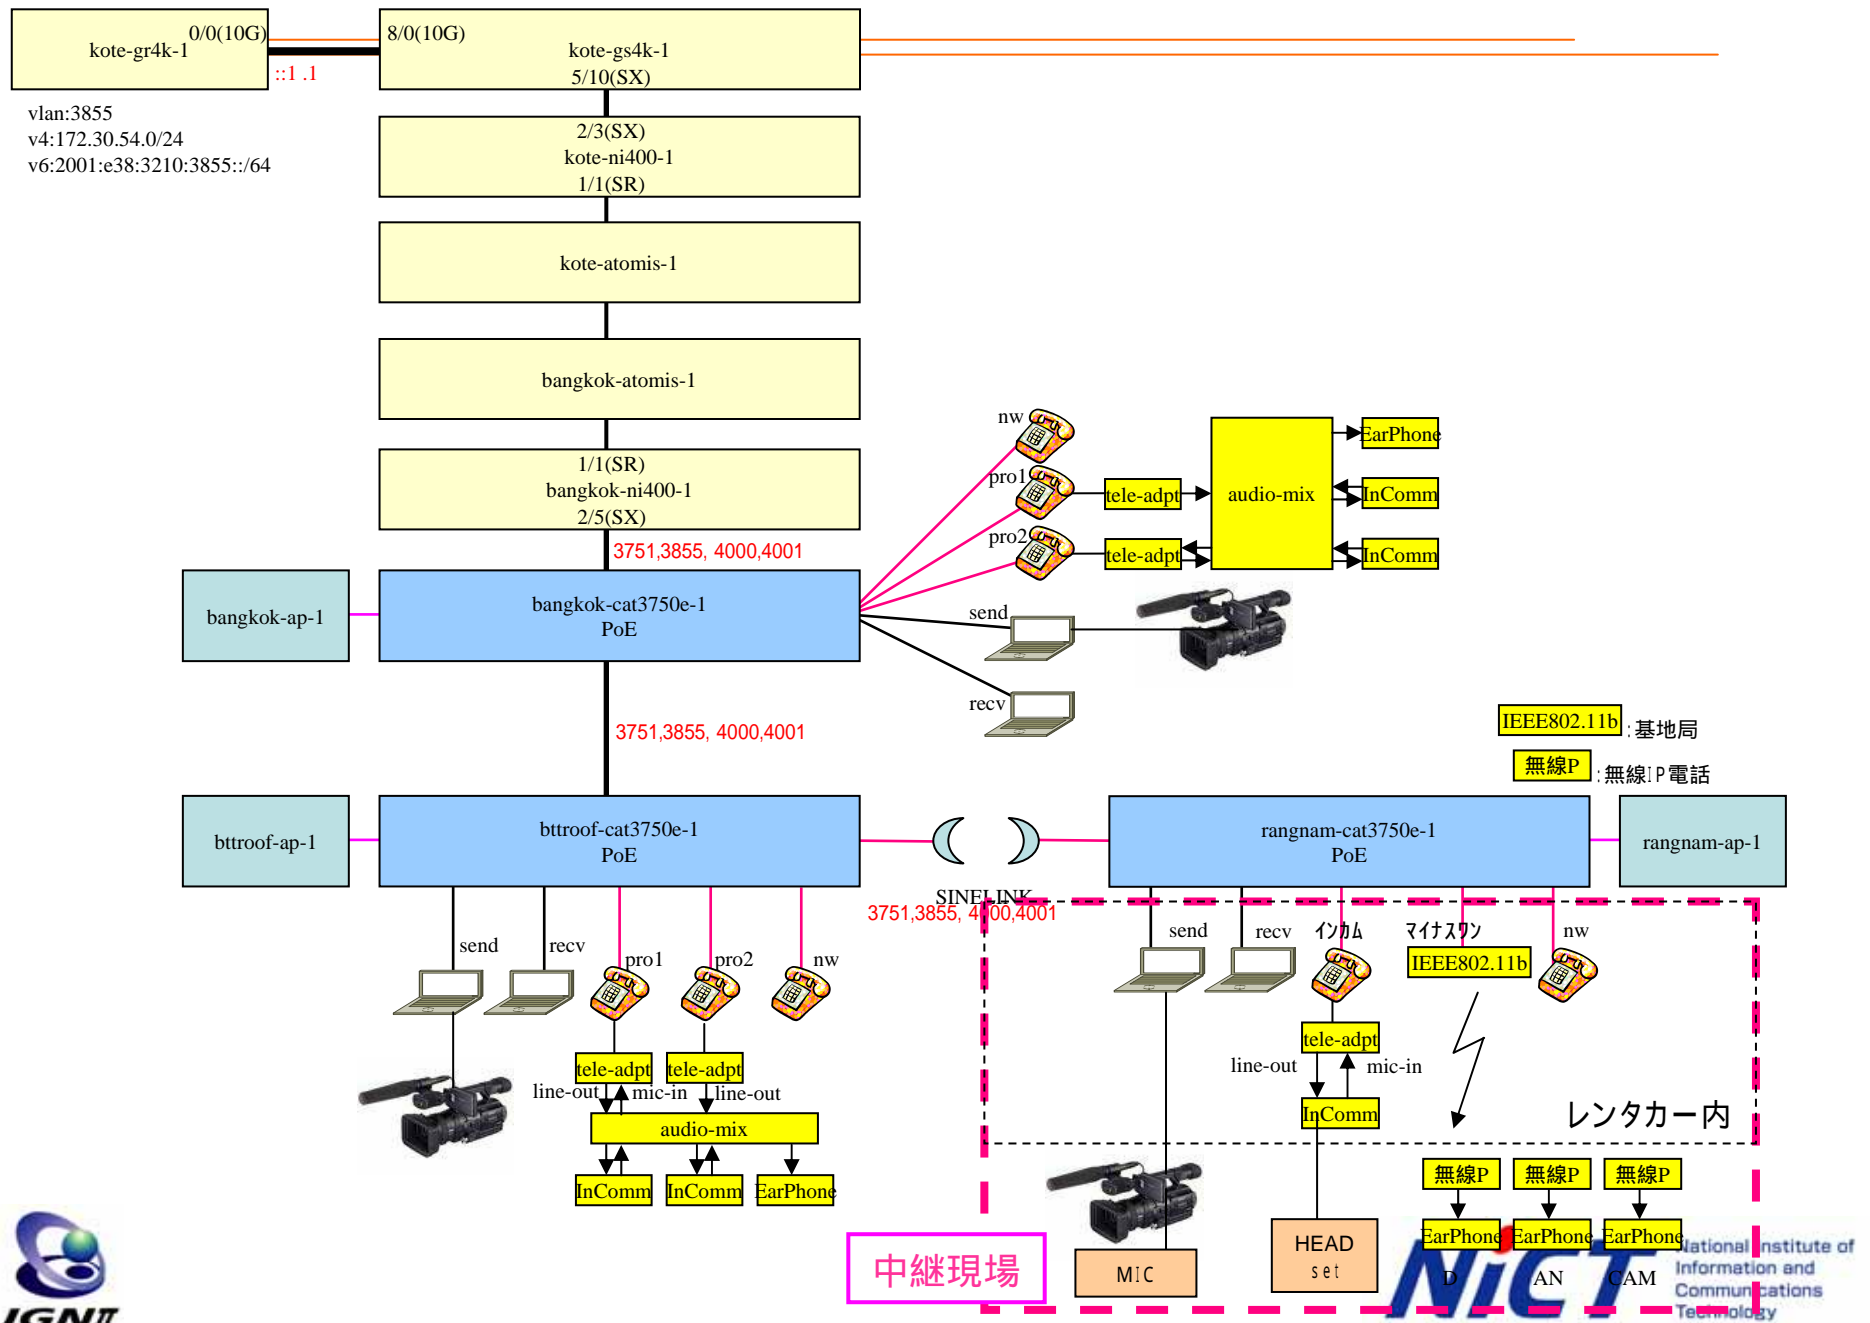 kote-gr4k-1
0/0(10G)
8/0(10G)
kote-gs4k-1
5/10(SX)
::1 .1
vlan:3855
v4:172.30.54.0/24
v6:2001:e38:3210:3855::/64
2/3(SX)
kote-ni400-1
1/1(SR)
kote-atomis-1
bangkok-atomis-1
1/1(SR)
bangkok-ni400-1
2/5(SX)
3751,3855, 4000,4001
bangkok-ap-1
bangkok-cat3750e-1
PoE
nw
pro1
pro2
tele-adpt
tele-adpt
audio-mix
EarPhone
InComm
InComm
send
recv
3751,3855, 4000,4001
IEEE802.11b
:基地局
無線P
:無線IP電話
bttroof-ap-1
bttroof-cat3750e-1
PoE
SINELINK
3751,3855, 4000,4001
rangnam-cat3750e-1
PoE
rangnam-ap-1
send
recv
pro1
pro2
nw
tele-adpt
tele-adpt
line-out
mic-in
line-out
audio-mix
InComm
InComm
EarPhone
send
recv
インカム
マイナスワン
nw
IEEE802.11b
tele-adpt
line-out
mic-in
InComm
レンタカー内
無線P
無線P
無線P
EarPhone
EarPhone
EarPhone
D
AN
CAM
中継現場
MIC
HEAD
set
JGNII
NiCT
National Institute of
Information and
Communications
Technology